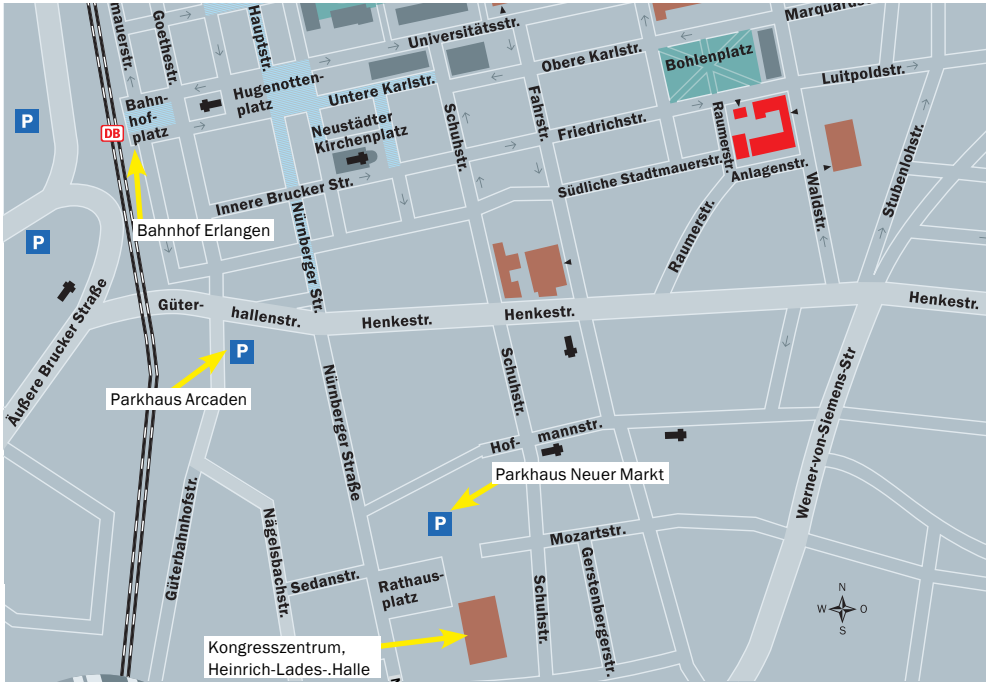 Marquards
Universitätsstr.
Goethestr.
Hauptstr.
mauerstr.
Obere Karlstr.
Bohlenplatz
Luitpoldstr.
Hugenotten-
platz
Untere Karlstr.
Bahn-
hof-
platz
P
DB
Neustädter
Kirchenplatz
Schuhstr.
Fahrstr.
Friedrichstr.
Raumerstr.
Südliche Stadtmauerstr.
Anlagenstr.
Innere Brucker Str.
Waldstr.
Stubenlohstr.
Nürnberger Str.
Raumerstr.
Bahnhof Erlangen
P
Äußere Brucker Straße
Güter-
hallenstr.
Henkestr.
Henkestr.
Henkestr.
P
Parkhaus Arcaden
Nürnberger Straße
Schuhstr.
Hof-
mannstr.
Werner-von-Siemens-Str
Parkhaus Neuer Markt
P
Mozartstr.
Güterbahnhofstr.
Nägelsbachstr.
Sedanstr.
Rathaus-
platz
Schuhstr.
Gerstenbergerstr.
N
W
O
S
Kongresszentrum,
Heinrich-Lades-.Halle